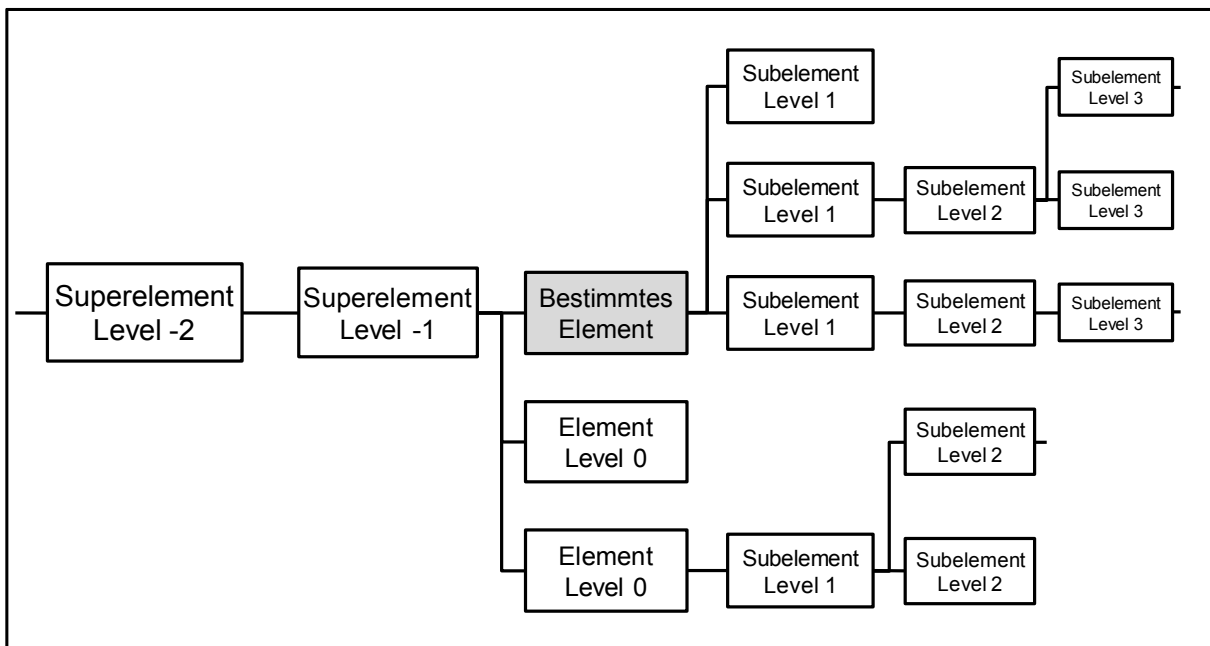 Subelement
Level 1
Subelement
Level 3
Subelement
Level 1
Subelement
Level 2
Subelement
Level 3
Superelement
Level -2
Superelement
Level -1
Bestimmtes
Element
Subelement
Level 1
Subelement
Level 2
Subelement
Level 3
Element
Level 0
Subelement
Level 2
Element
Level 0
Subelement
Level 1
Subelement
Level 2